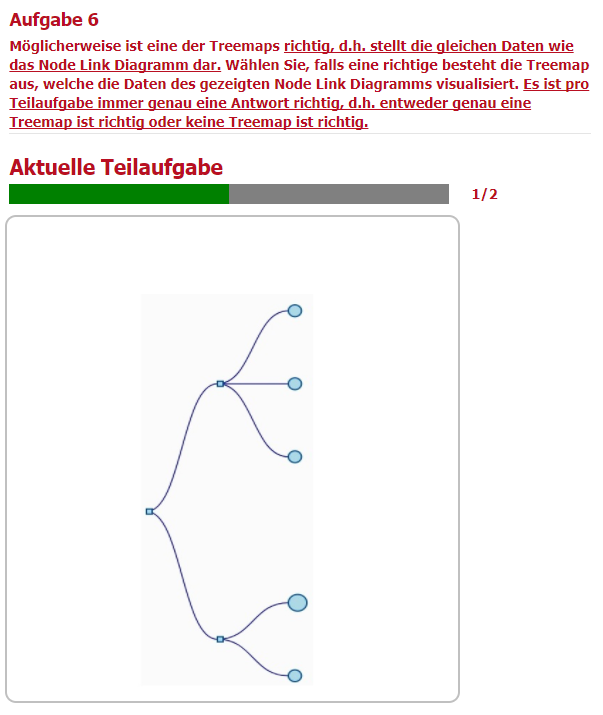 Aufgabe 6
Möglicherweise ist eine der Treemaps richtig, d.h. stellt die gleichen Daten wie
das Node Link Diagramm dar. Wählen Sie, falls eine richtige besteht die Treemap
aus, welche die Daten des gezeigten Node Link Diagramms visualisiert. Es ist pro
Teilaufgabe immer genau eine Antwort richtig, d.h. entweder genau eine
Treemap ist richtig oder keine Treemap ist richtig.
Aktuelle Teilaufgabe
1/2